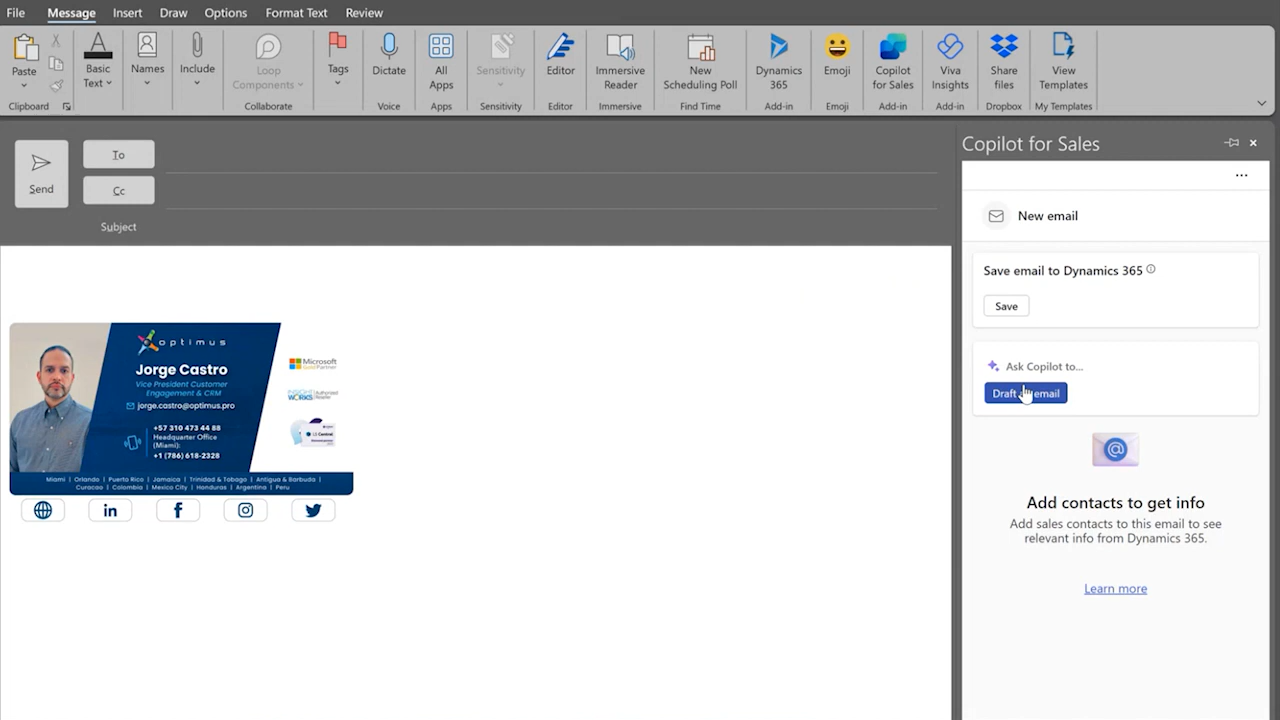 File Message Insert Draw Options Format Text Review
Paste
Clipboard
Basic
Text
Names
Include
Loop
Components
Collaborate
Tags
Dictate
Voice
All
Apps
Apps
Sensitivity
Sensitivity
Editor
Editor
Immersive
Reader
Immersive
New
Scheduling Poll
Find Time
Dynamics
365
Add-in
Emoji
Emoji
Copilot
for Sales
Add-in
Viva
Insights
Add-in
Share
files
Dropbox
View
Templates
My Templates
Send
To
Cc
Subject
optimus
Jorge Castro
Vice President Customer
Engagement & CRM
jorge.castro@optimus.pro
+57 310 473 44 88
Headquarter Office
(Miami):
+1 (786) 618-2328
Microsoft
Miami | Orlando | Puerto Rico | Jamaica | Trinidad & Tobago | Antigua & Barbuda |
Curacao | Colombia | Mexico City | Honduras | Argentina | Peru
Copilot for Sales
New email
Save email to Dynamics 365
Save
Ask Copilot to...
Draft email
Add contacts to get info
Add sales contacts to this email to see
relevant info from Dynamics 365.
Learn more